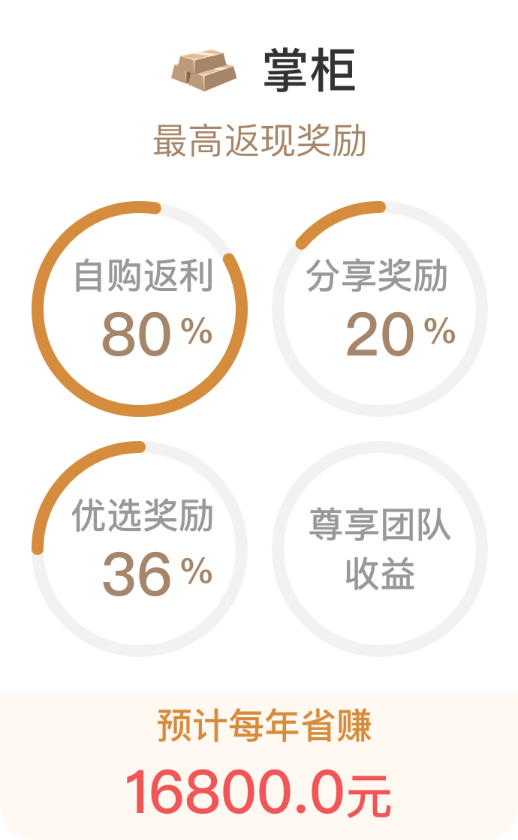 掌柜
最高返现奖励
自购返利
80%
分享奖励
20%
优选奖励
36%
尊享团队
收益
预计每年省赚
16800.0元